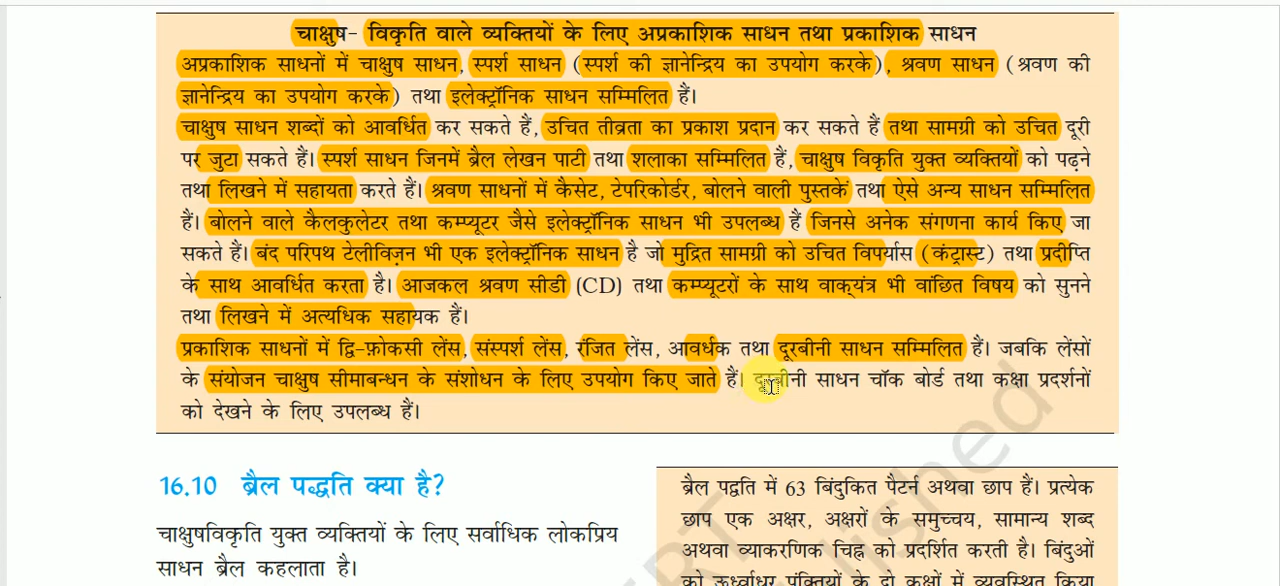 चाक्षुष- विकृति वाले व्यक्तियों के लिए अप्रकाशिक साधन तथा प्रकाशिक साधन
अप्रकाशिक साधनों में चाक्षुष साधन, स्पर्श साधन (स्पर्श की ज्ञानेन्द्रिय का उपयोग करके), श्रवण साधन (श्रवण की
ज्ञानेन्द्रिय का उपयोग करके) तथा इलेक्ट्रॉनिक साधन सम्मिलित हैं।
चाक्षुष साधन शब्दों को आवर्धित कर सकते हैं, उचित तीव्रता का प्रकाश प्रदान कर सकते हैं तथा सामग्री को उचित दूरी
पर जुटा सकते हैं। स्पर्श साधन जिनमें ब्रैल लेखन पाटी तथा शलाका सम्मिलित हैं, चाक्षुष विकृति युक्त व्यक्तियों को पढ़ने
तथा लिखने में सहायता करते हैं। श्रवण साधनों में कैसेट, टेपरिकोर्डर, बोलने वाली पुस्तकें तथा ऐसे अन्य साधन सम्मिलित
हैं। बोलने वाले कैलकुलेटर तथा कम्प्यूटर जैसे इलेक्ट्रॉनिक साधन भी उपलब्ध हैं जिनसे अनेक संगणना कार्य किए जा
सकते हैं। बंद परिपथ टेलीविज़न भी एक इलेक्ट्रॉनिक साधन है जो मुद्रित सामग्री को उचित विपर्यास (कंट्रास्ट) तथा प्रदीप्ति
के साथ आवर्धित करता है। आजकल श्रवण सीडी (CD) तथा कम्प्यूटरों के साथ वाक्‌यंत्र भी वांछित विषय को सुनने
तथा लिखने में अत्यधिक सहायक हैं।
प्रकाशिक साधनों में द्वि-फ़ोकसी लेंस, संस्पर्श लेंस, रंजित लेंस, आवर्धक तथा दूरबीनी साधन सम्मिलित हैं। जबकि लेंसों
के संयोजन चाक्षुष सीमाबन्धन के संशोधन के लिए उपयोग किए जाते हैं। दूरबीनी साधन चॉक बोर्ड तथा कक्षा प्रदर्शनों
को देखने के लिए उपलब्ध हैं।
16.10 ब्रैल पद्धति क्या है?
चाक्षुषविकृति युक्त व्यक्तियों के लिए सर्वाधिक लोकप्रिय
साधन ब्रैल कहलाता है।
ब्रैल पद्वति में 63 बिंदुकित पैटर्न अथवा छाप हैं। प्रत्येक
छाप एक अक्षर, अक्षरों के समुच्चय, सामान्य शब्द
अथवा व्याकरणिक चिह्न को प्रदर्शित करती है। बिंदुओं
को ऊर्ध्वाधर पंक्तियों के दो कक्षों में व्यवस्थित किया